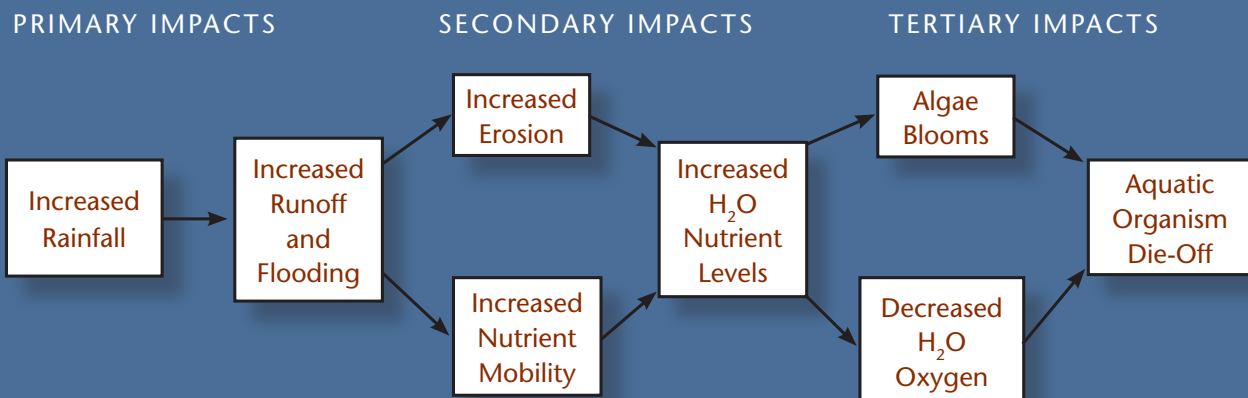 PRIMARY IMPACTS
SECONDARY IMPACTS
TERTIARY IMPACTS
Increased
Rainfall
Increased
Runoff
and
Flooding
Increased
Erosion
Increased
Nutrient
Mobility
Increased
H₂O
Nutrient
Levels
Algae
Blooms
Decreased
H₂O
Oxygen
Aquatic
Organism
Die-Off